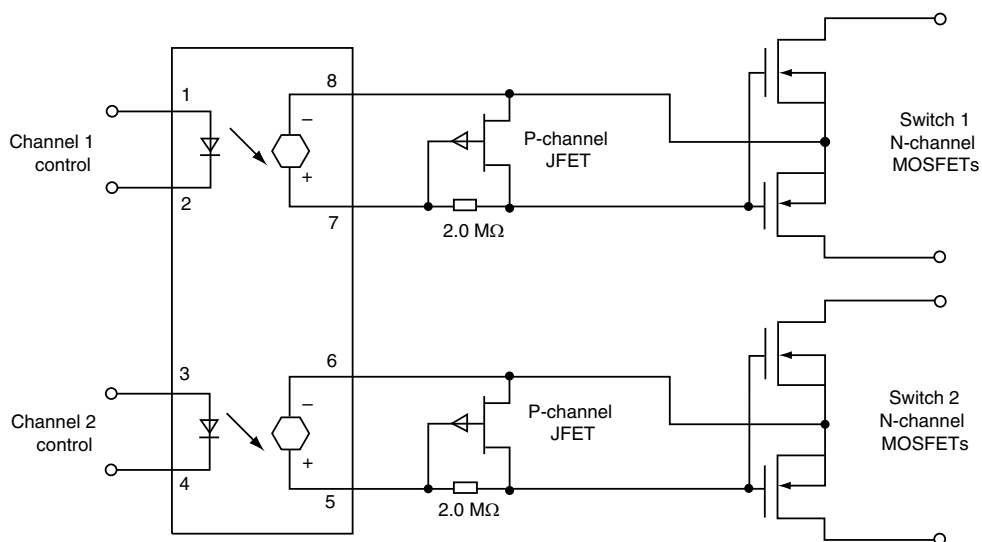 8
1
Channel 1
control
2
–
+
7
P-channel
JFET
2.0 MΩ
Switch 1
N-channel
MOSFETs
6
3
Channel 2
control
4
–
+
5
P-channel
JFET
2.0 MΩ
Switch 2
N-channel
MOSFETs